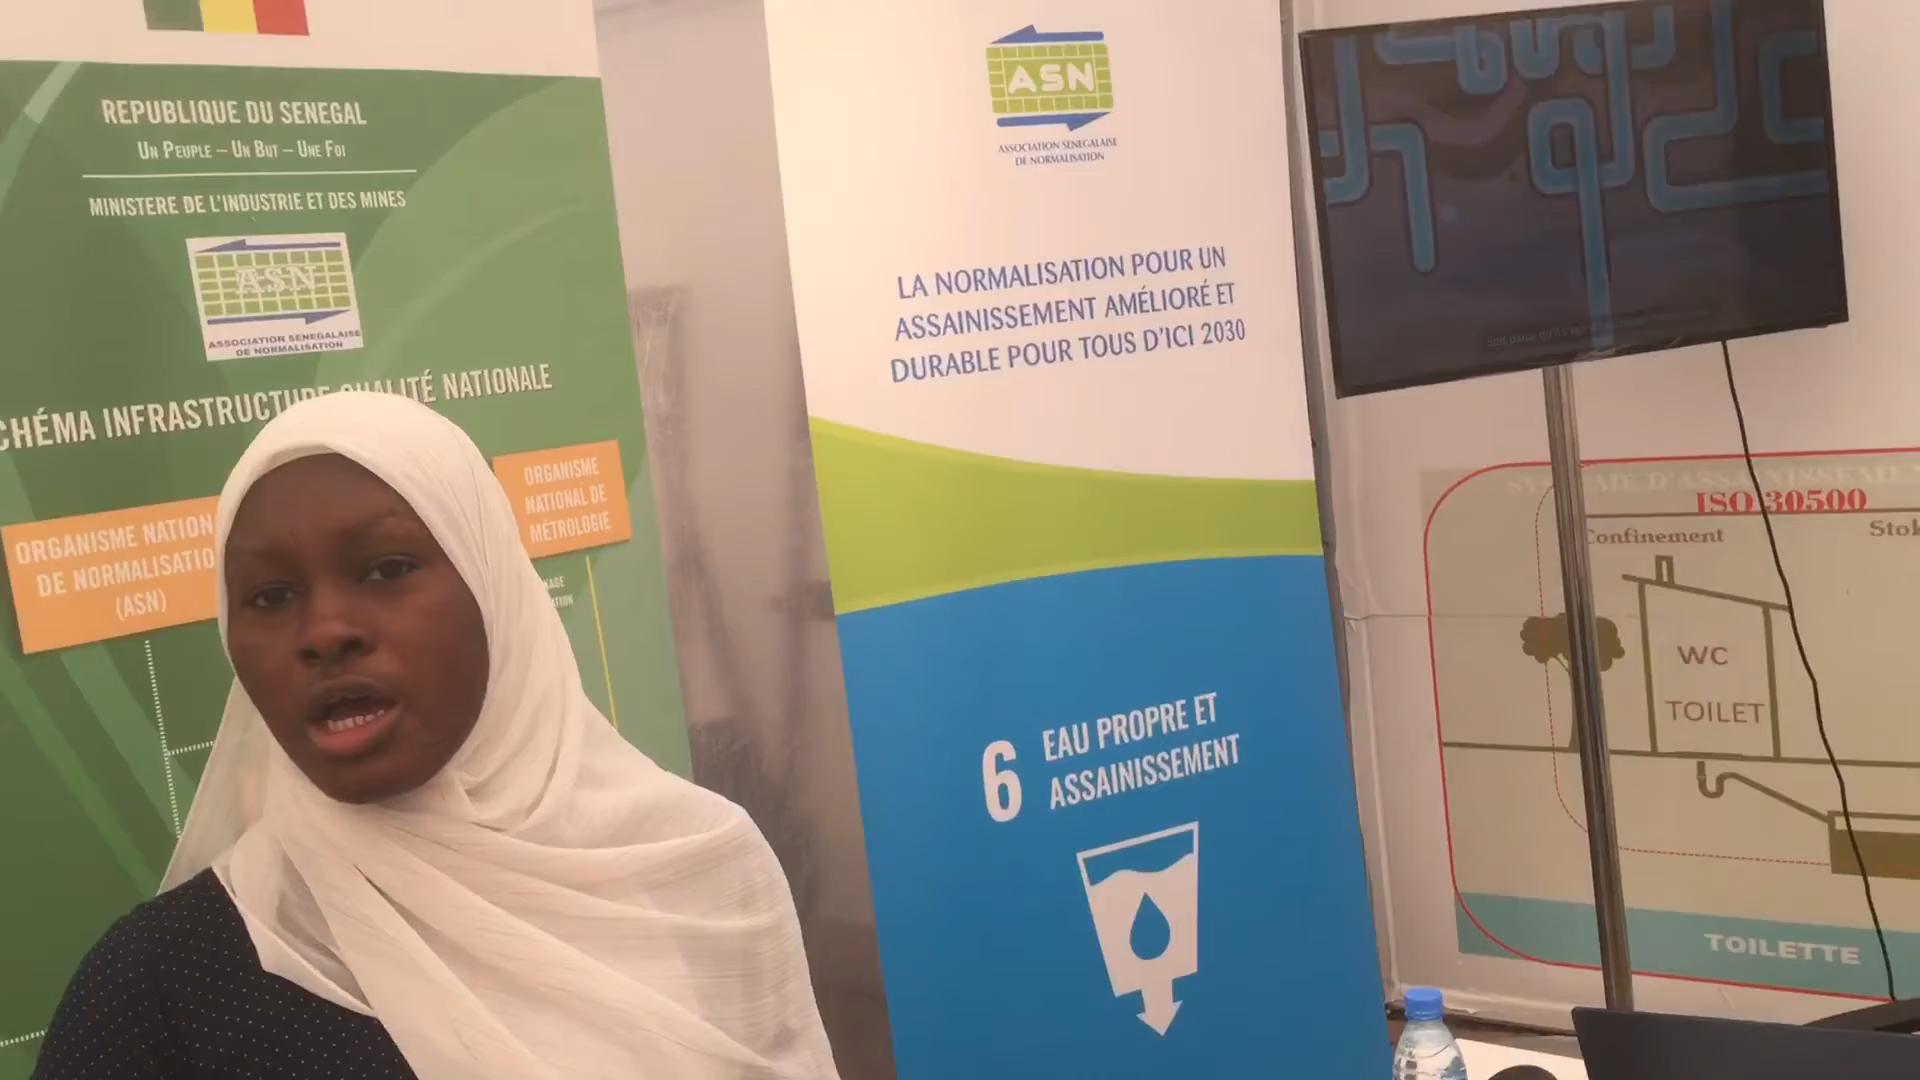 REPUBLIQUE DU SENEGAL
UN PEUPLE – UN BUT – UNE FOI
MINISTERE DE L'INDUSTRIE ET DES MINES
ASN
ASSOCIATION SENEGALAISE
DE NORMALISATION
INFRASTRUCTURE QUALITÉ NATIONALE
ORGANISME
DE
(ASN)
ORGANISME
NATIONAL DE
MÉTROLOGIE
ASN
ASSOCIATION SENEGALAISE
DE NORMALISATION
LA NORMALISATION POUR UN
ASSAINISSEMENT AMÉLIORÉ ET
DURABLE POUR TOUS D'ICI 2030
6 EAU PROPRE ET
ASSAINISSEMENT
ISO 30500
Confinement
WC
TOILET
TOILETTE